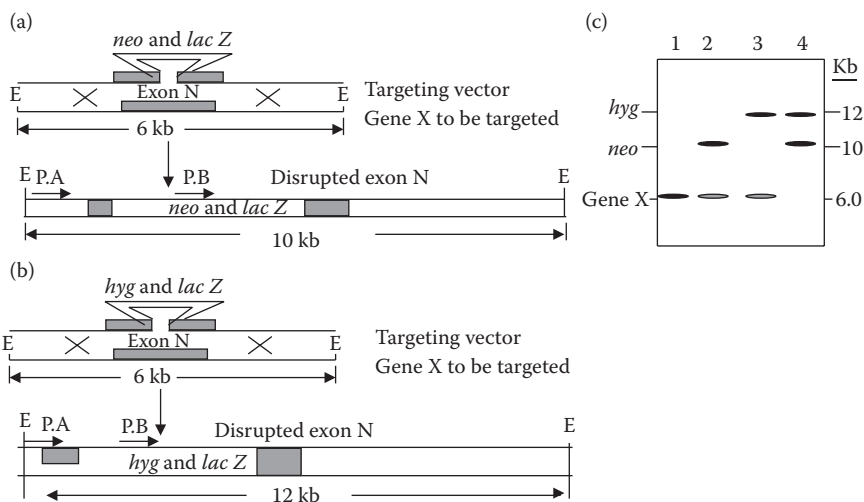 (a)
neo and lac Z
E Exon N E
Targeting vector
Gene X to be targeted
6 kb
E P.A P.B Disrupted exon N E
neo and lac Z
10 kb
(b)
hyg and lac Z
E Exon N E
Targeting vector
Gene X to be targeted
6 kb
E P.A P.B Disrupted exon N E
hyg and lac Z
12 kb
(c)
1 2 3 4
Kb
hyg 12
neo 10
Gene X 6.0